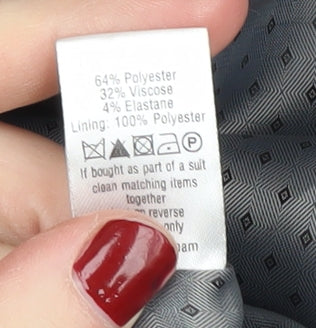 64% Polyester
32% Viscose
4% Elastane
Lining: 100% Polyester
P
If bought as part of a suit
clean matching items
together
on reverse
only